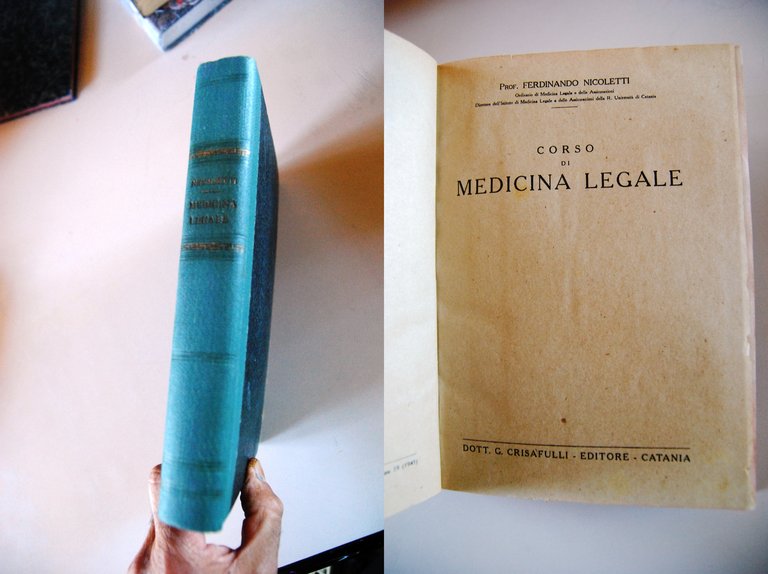 NICOLETTI
MEDICINA
LEGALE
PROF. FERDINANDO NICOLETTI
Ordinario di Medicina Legale e delle Assicurazioni
Direttore dell'Istituto di Medicina Legale e delle Assicurazioni della R. Università di Catania
CORSO
DI
MEDICINA LEGALE
DOTT. G. CRISAFULLI - EDITORE - CATANIA